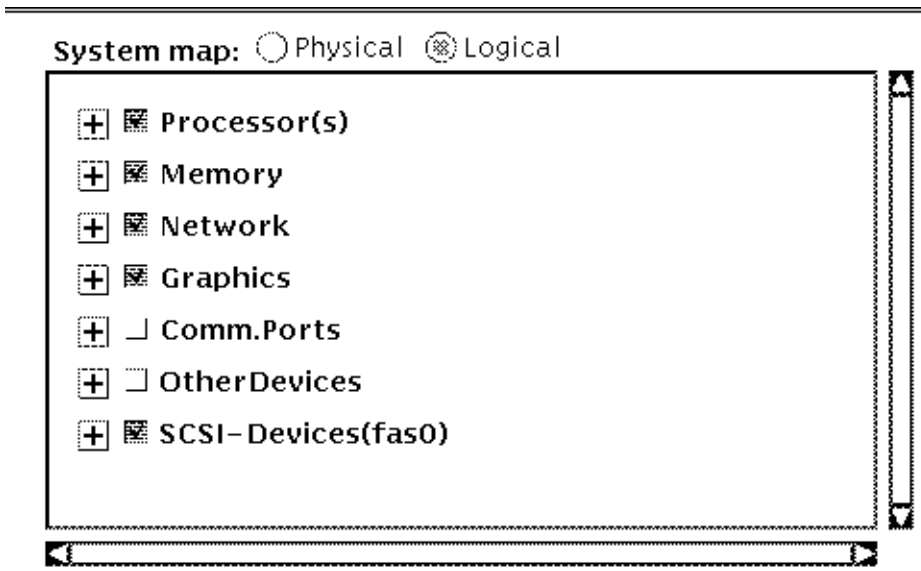 System map: Physical Logical
Processor(s)
Memory
Network
Graphics
Comm.Ports
OtherDevices
SCSI-Devices(fas0)